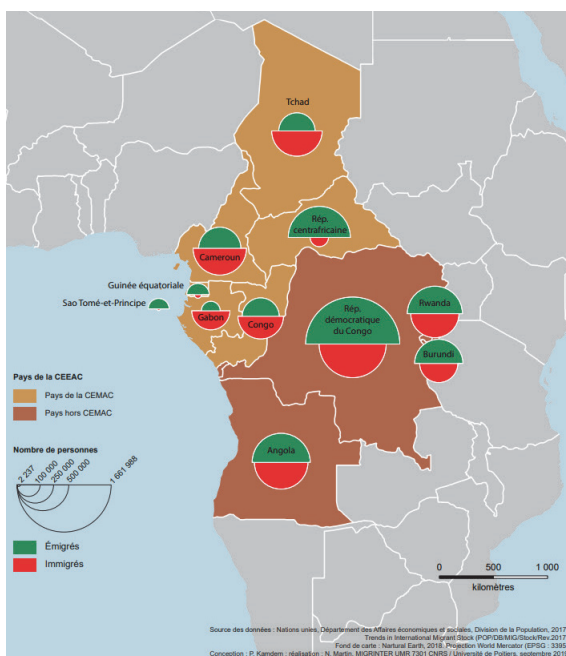 Tchad
Rép.
centrafricaine
Cameroun
Guinée équatoriale
Sao Tomé-et-Principe
Gabon
Congo
Rép.
démocratique
du Congo
Rwanda
Burundi
Angola
Pays de la CEEAC
Pays de la CEMAC
Pays hors CEMAC
Nombre de personnes
2 237
100 000
250 000
500 000
1 661 988
Émigrés
Immigrés
0 500 1 000
kilomètres
Source des données : Nations unies, Département des Affaires économiques et sociales, Division de la Population, 2017
Trends in International Migrant Stock (POP/DB/MIG/Stock/Rev.2017
Fond de carte : Nartural Earth, 2018. Projection World Mercator (EPSG : 3395
Conception : P. Kamdem ; réalisation : N. Martin, MIGRINTER UMR 7301 CNRS / Université de Poitiers, septembre 201